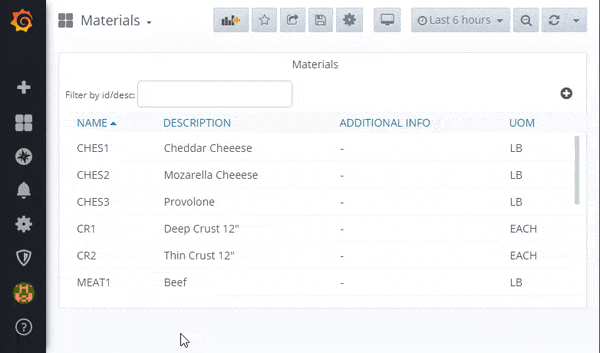 Materials
Last 6 hours
Materials
Filter by id/desc:
NAME DESCRIPTION ADDITIONAL INFO UOM
CHES1 Cheddar Cheeese - LB
CHES2 Mozarella Cheeese - LB
CHES3 Provolone - LB
CR1 Deep Crust 12" - EACH
CR2 Thin Crust 12" - EACH
MEAT1 Beef - LB